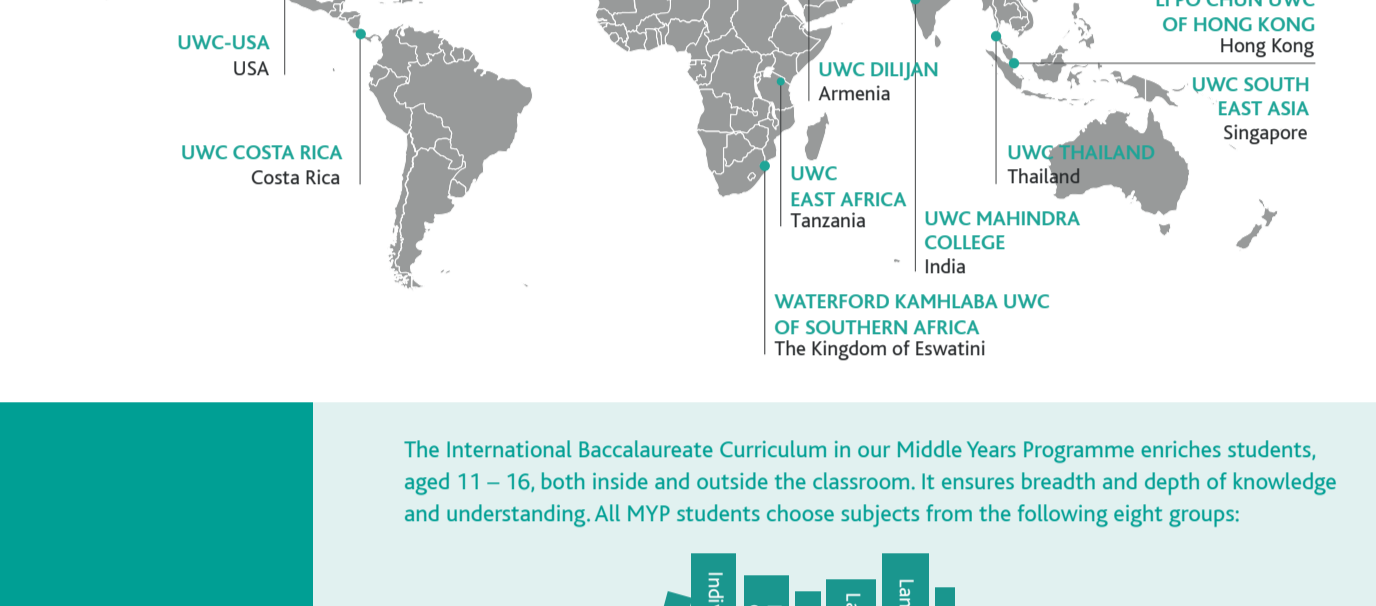 LI PO CHUN UWC
OF HONG KONG
Hong Kong
UWC-USA
USA
UWC DILIJAN
Armenia
UWC SOUTH
EAST ASIA
Singapore
UWC COSTA RICA
Costa Rica
UWC THAILAND
Thailand
UWC
EAST AFRICA
Tanzania
UWC MAHINDRA
COLLEGE
India
WATERFORD KAMHLABA UWC
OF SOUTHERN AFRICA
The Kingdom of Eswatini
The International Baccalaureate Curriculum in our Middle Years Programme enriches students,
aged 11 – 16, both inside and outside the classroom. It ensures breadth and depth of knowledge
and understanding. All MYP students choose subjects from the following eight groups: